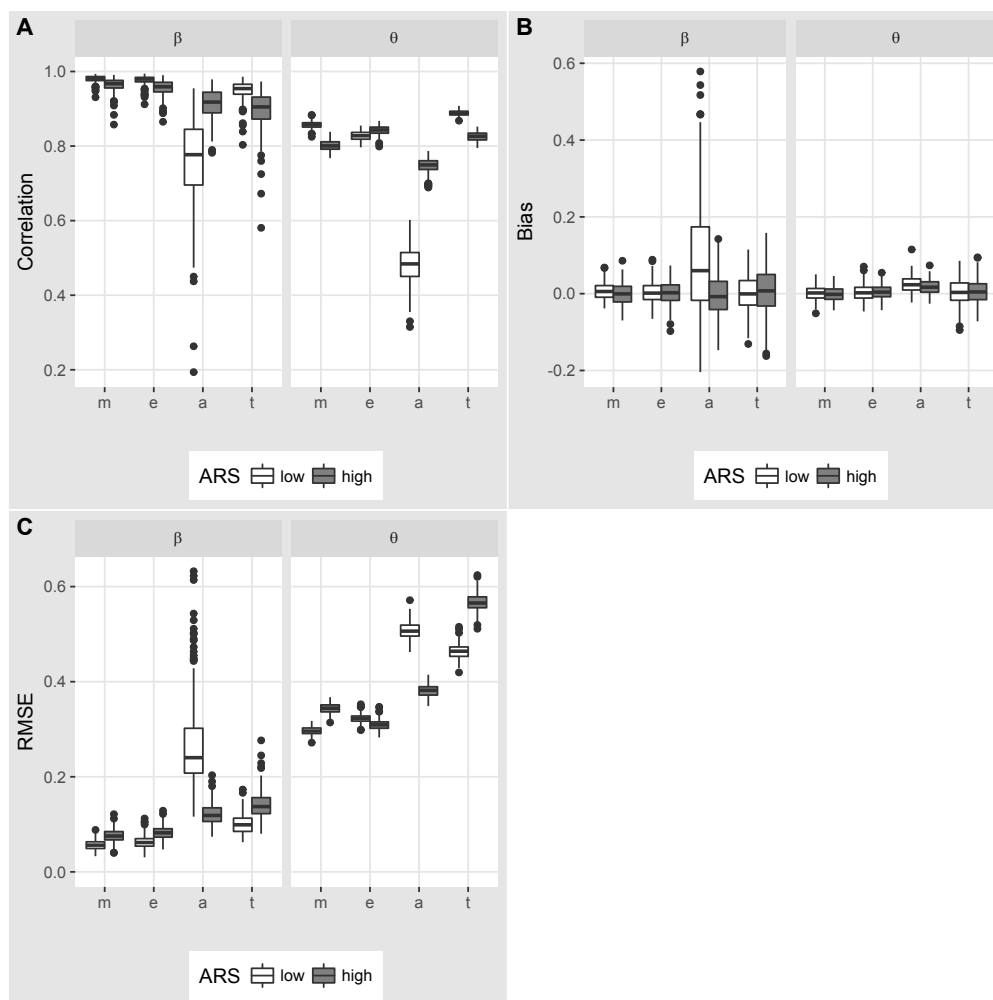 A
β θ
Correlation
1.0
0.8
0.6
0.4
0.2
m e a t m e a t
ARS low high
B
β θ
Bias
0.6
0.4
0.2
0.0
-0.2
m e a t m e a t
ARS low high
C
β θ
RMSE
0.6
0.4
0.2
0.0
m e a t m e a t
ARS low high